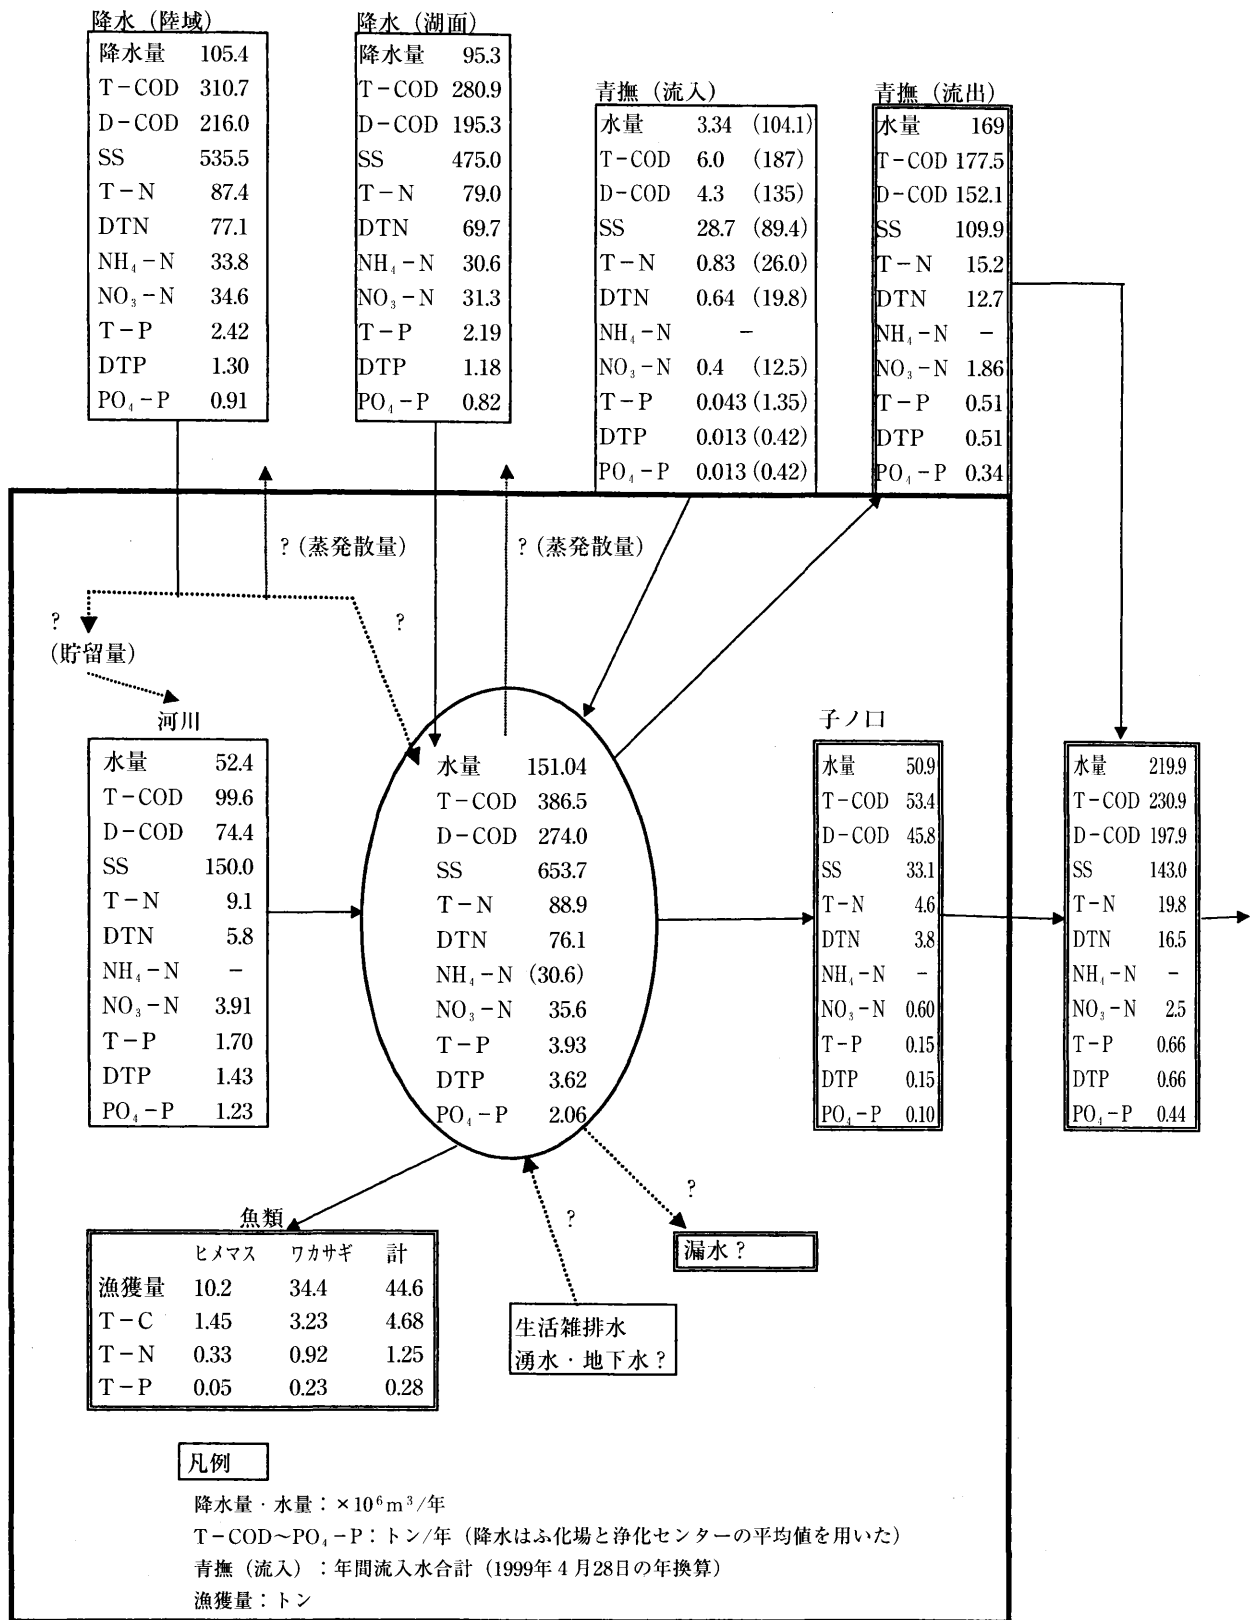 降水（陸域）
降水量 105.4
T-COD 310.7
D-COD 216.0
SS 535.5
T-N 87.4
DTN 77.1
NH₄-N 33.8
NO₃-N 34.6
T-P 2.42
DTP 1.30
PO₄-P 0.91
降水（湖面）
降水量 95.3
T-COD 280.9
D-COD 195.3
SS 475.0
T-N 79.0
DTN 69.7
NH₄-N 30.6
NO₃-N 31.3
T-P 2.19
DTP 1.18
PO₄-P 0.82
青撫（流入）
水量 3.34 (104.1)
T-COD 6.0 (187)
D-COD 4.3 (135)
SS 28.7 (89.4)
T-N 0.83 (26.0)
DTN 0.64 (19.8)
NH₄-N －
NO₃-N 0.4 (12.5)
T-P 0.043 (1.35)
DTP 0.013 (0.42)
PO₄-P 0.013 (0.42)
青撫（流出）
水量 169
T-COD 177.5
D-COD 152.1
SS 109.9
T-N 15.2
DTN 12.7
NH₄-N －
NO₃-N 1.86
T-P 0.51
DTP 0.51
PO₄-P 0.34
?（蒸発散量）
?（蒸発散量）
?
（貯留量）
?
河川
水量 52.4
T-COD 99.6
D-COD 74.4
SS 150.0
T-N 9.1
DTN 5.8
NH₄-N －
NO₃-N 3.91
T-P 1.70
DTP 1.43
PO₄-P 1.23
水量 151.04
T-COD 386.5
D-COD 274.0
SS 653.7
T-N 88.9
DTN 76.1
NH₄-N (30.6)
NO₃-N 35.6
T-P 3.93
DTP 3.62
PO₄-P 2.06
子ノ口
水量 50.9
T-COD 53.4
D-COD 45.8
SS 33.1
T-N 4.6
DTN 3.8
NH₄-N －
NO₃-N 0.60
T-P 0.15
DTP 0.15
PO₄-P 0.10
水量 219.9
T-COD 230.9
D-COD 197.9
SS 143.0
T-N 19.8
DTN 16.5
NH₄-N －
NO₃-N 2.5
T-P 0.66
DTP 0.66
PO₄-P 0.44
魚類
ヒメマス ワカサギ 計
漁獲量 10.2 34.4 44.6
T-C 1.45 3.23 4.68
T-N 0.33 0.92 1.25
T-P 0.05 0.23 0.28
?
?
漏水？
生活雑排水
湧水・地下水？
凡例
降水量・水量：×10⁶m³/年
T-COD～PO₄-P：トン/年（降水はふ化場と浄化センターの平均値を用いた）
青撫（流入）：年間流入水合計（1999年4月28日の年換算）
漁獲量：トン